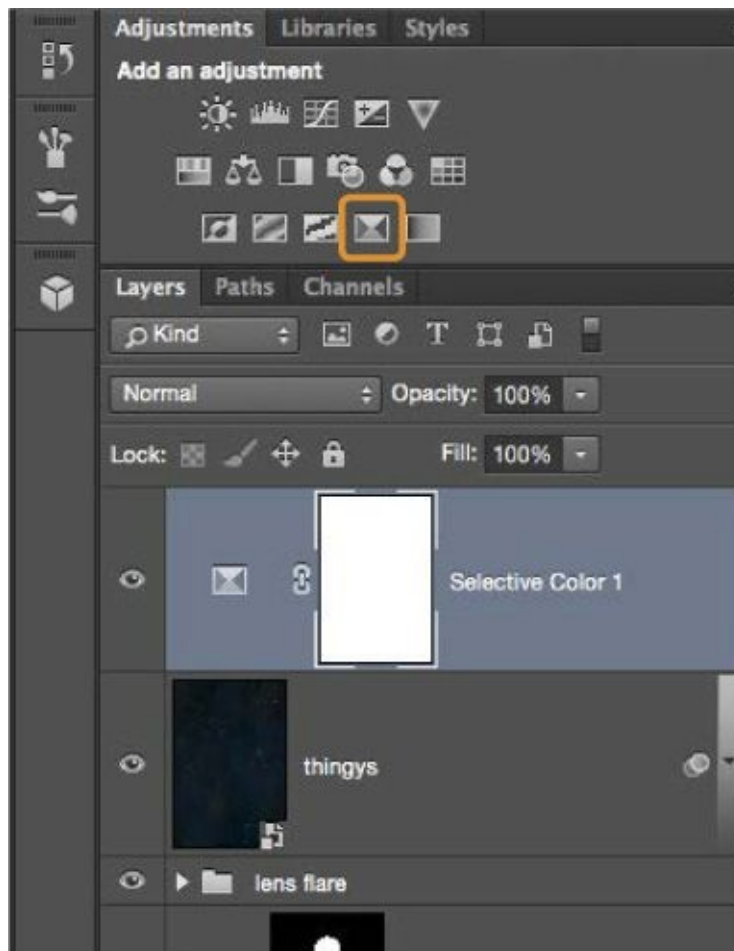 Adjustments Libraries Styles
Add an adjustment
Layers Paths Channels
Kind T
Normal Opacity: 100%
Lock: Fill: 100%
Selective Color 1
thingys
lens flare